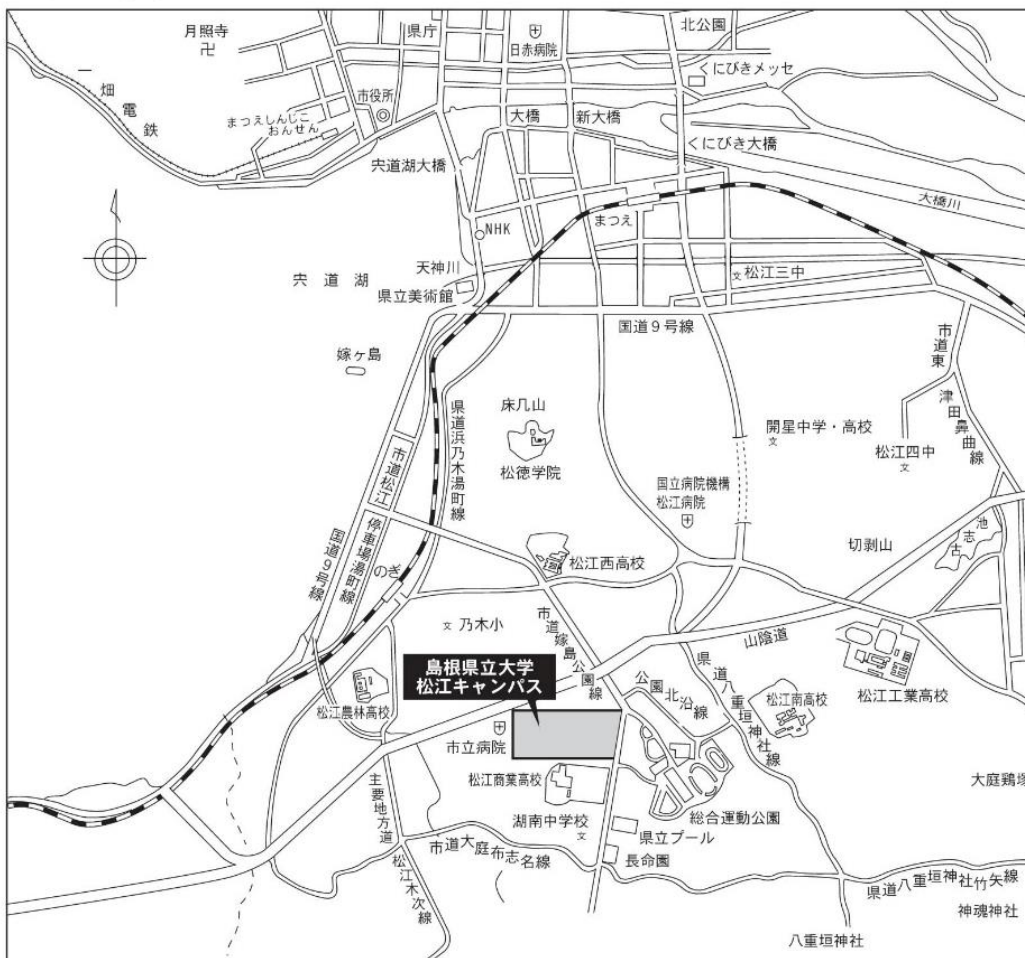 月照寺
県庁
日赤病院
北公園
くにびきメッセ
一畑電鉄
市役所
まつえしんじこ
おんせん
大橋
新大橋
くにびき大橋
宍道湖大橋
大橋川
まつえ
NHK
天神川
松江三中
宍道湖
県立美術館
国道9号線
市道東
津田鼻曲線
嫁ヶ島
床几山
開星中学・高校
松江四中
県道浜乃木湯町線
松徳学院
国立病院機構
松江病院
市道松江
停車場湯町線
国道9号線
切剥山
古志池
のぎ
松江西高校
乃木小
市道嫁島公園線
山陰道
島根県立大学
松江キャンパス
公園北沿線
県道八重垣神社線
松江南高校
松江工業高校
松江農林高校
市立病院
松江商業高校
大庭鶏塚
主要地方道
松江木次線
湖南中学校
総合運動公園
県立プール
市道大庭布志名線
長命園
県道八重垣神社竹矢線
神魂神社
八重垣神社